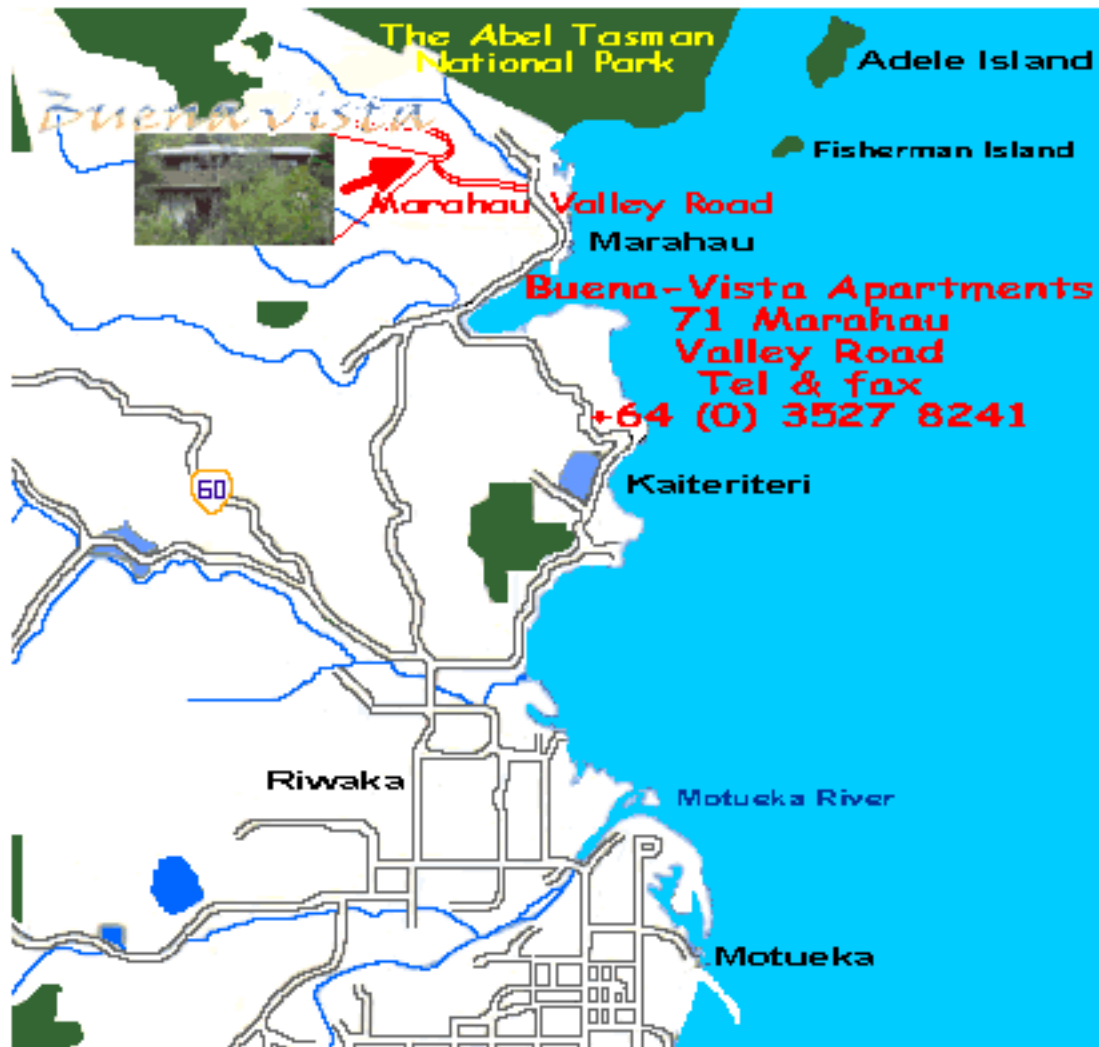 The Abel Tasman
National Park
Adele Island
Buena Vista
Fisherman Island
Marahau Valley Road
Marahau
Buena-Vista Apartments
71 Marahau
Valley Road
Tel & fax
+64 (0) 3527 8241
60
Kaiteriteri
Riwaka
Motueka River
Motueka